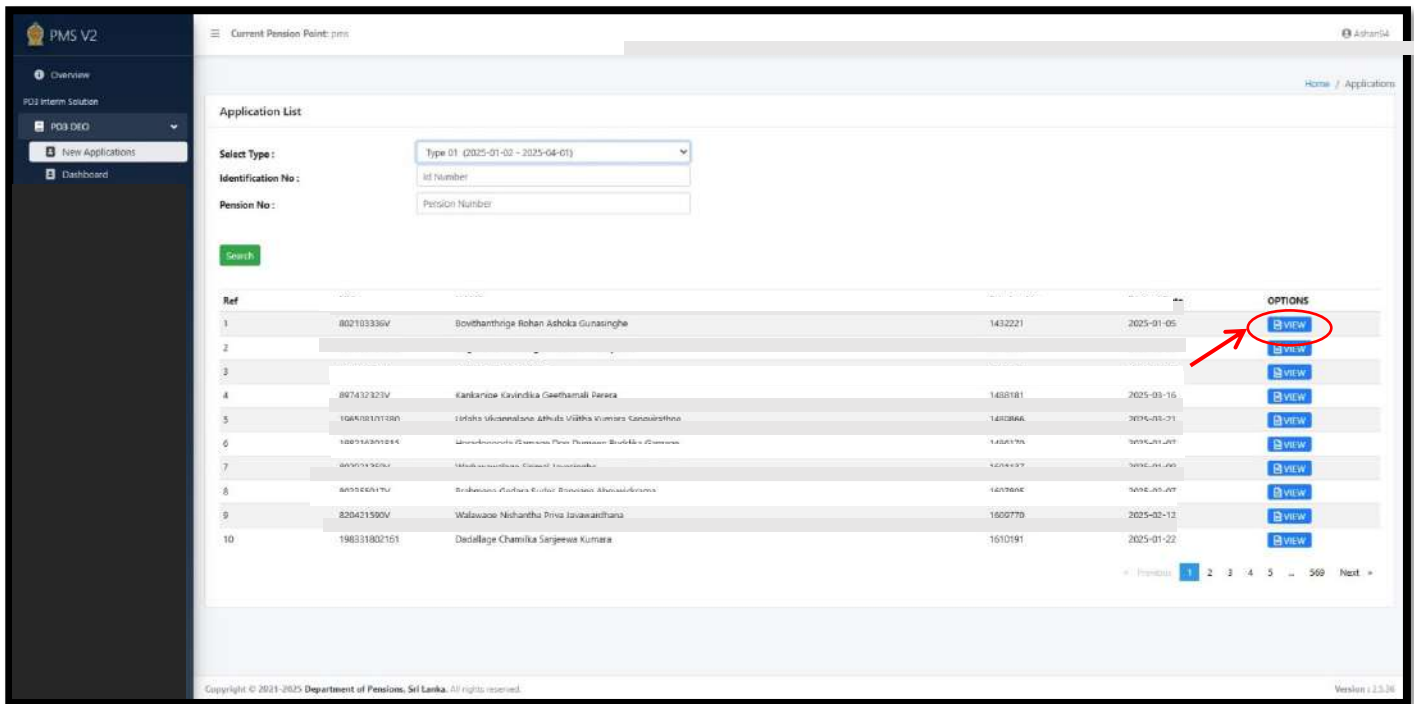 PMS V2
Current Pension Point: pms
Ashan94
Overview
Home / Applications
PD3 Interim Solution
PD3 DEO
New Applications
Dashboard
Application List
Select Type :
Type 01 (2025-01-02 - 2025-04-01)
Identification No :
Id Number
Pension No :
Pension Number
Search
Ref OPTIONS
1 802103336V Bovithanthrige Rohan Ashoka Gunasinghe 1432221 2025-01-05 VIEW
2 VIEW
3 VIEW
4 897432323V Kankanige Kavindika Geethamali Perera 1488181 2025-03-16 VIEW
5 VIEW
6 VIEW
7 VIEW
8 VIEW
9 820421590V Walawage Nishantha Priya Jayawardhana 1609770 2025-02-12 VIEW
10 198331802161 Dedallage Chamilka Sanjeewa Kumara 1610191 2025-01-22 VIEW
« Previous 1 2 3 4 5 ... 569 Next »
Copyright © 2021-2025 Department of Pensions, Sri Lanka. All rights reserved.
Version : 2.5.36